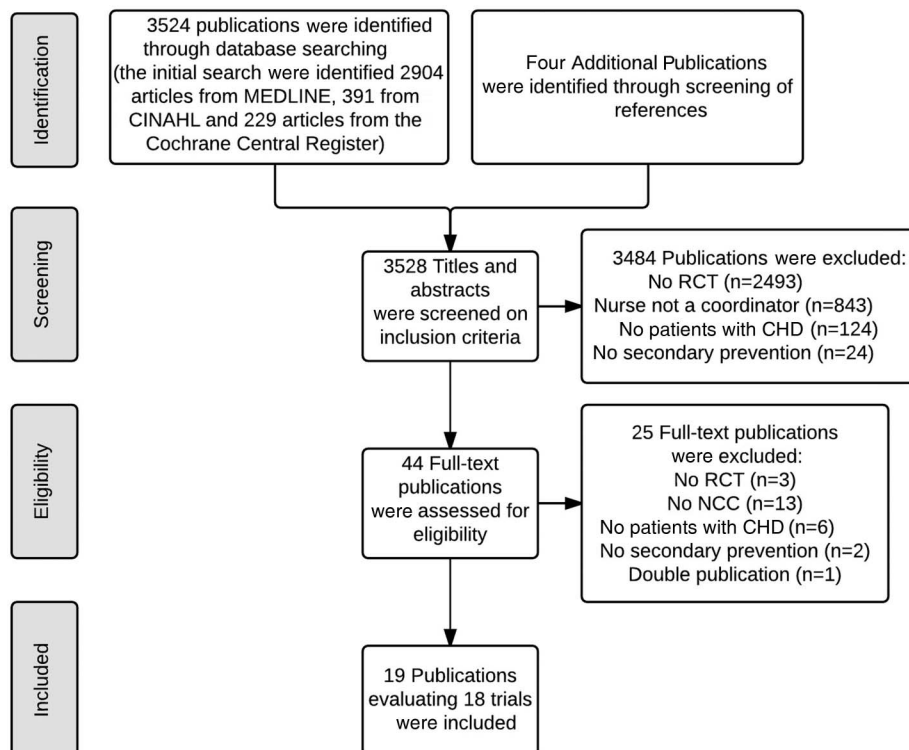 Identification
3524 publications were identified
through database searching
(the initial search were identified 2904
articles from MEDLINE, 391 from
CINAHL and 229 articles from the
Cochrane Central Register)
Four Additional Publications
were identified through screening of
references
Screening
3528 Titles and
abstracts
were screened on
inclusion criteria
3484 Publications were excluded:
No RCT (n=2493)
Nurse not a coordinator (n=843)
No patients with CHD (n=124)
No secondary prevention (n=24)
Eligibility
44 Full-text
publications
were assessed for
eligibility
25 Full-text publications
were excluded:
No RCT (n=3)
No NCC (n=13)
No patients with CHD (n=6)
No secondary prevention (n=2)
Double publication (n=1)
Included
19 Publications
evaluating 18 trials
were included